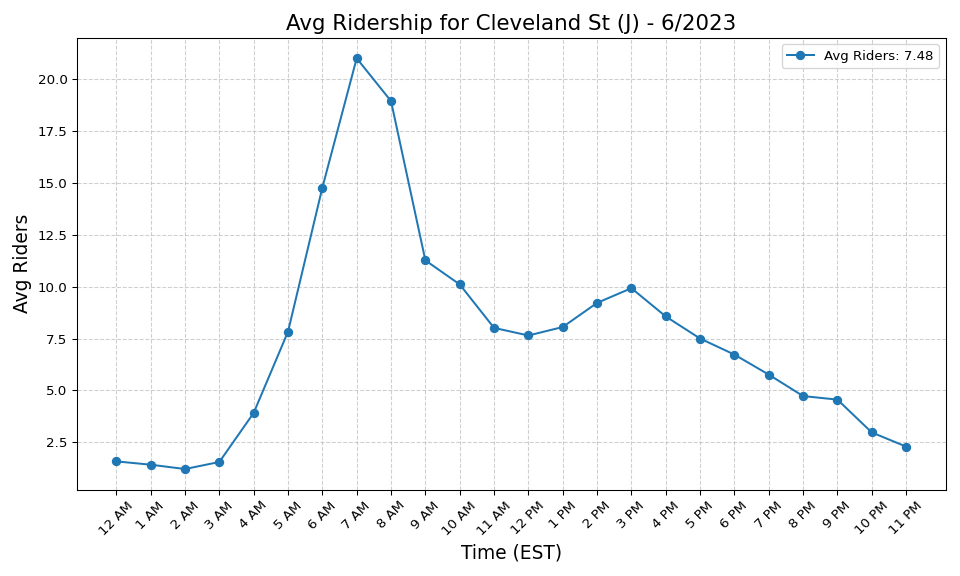 Avg Ridership for Cleveland St (J) - 6/2023
Avg Riders: 7.48
Avg Riders
20.0
17.5
15.0
12.5
10.0
7.5
5.0
2.5
12 AM 1 AM 2 AM 3 AM 4 AM 5 AM 6 AM 7 AM 8 AM 9 AM 10 AM 11 AM 12 PM 1 PM 2 PM 3 PM 4 PM 5 PM 6 PM 7 PM 8 PM 9 PM 10 PM 11 PM
Time (EST)